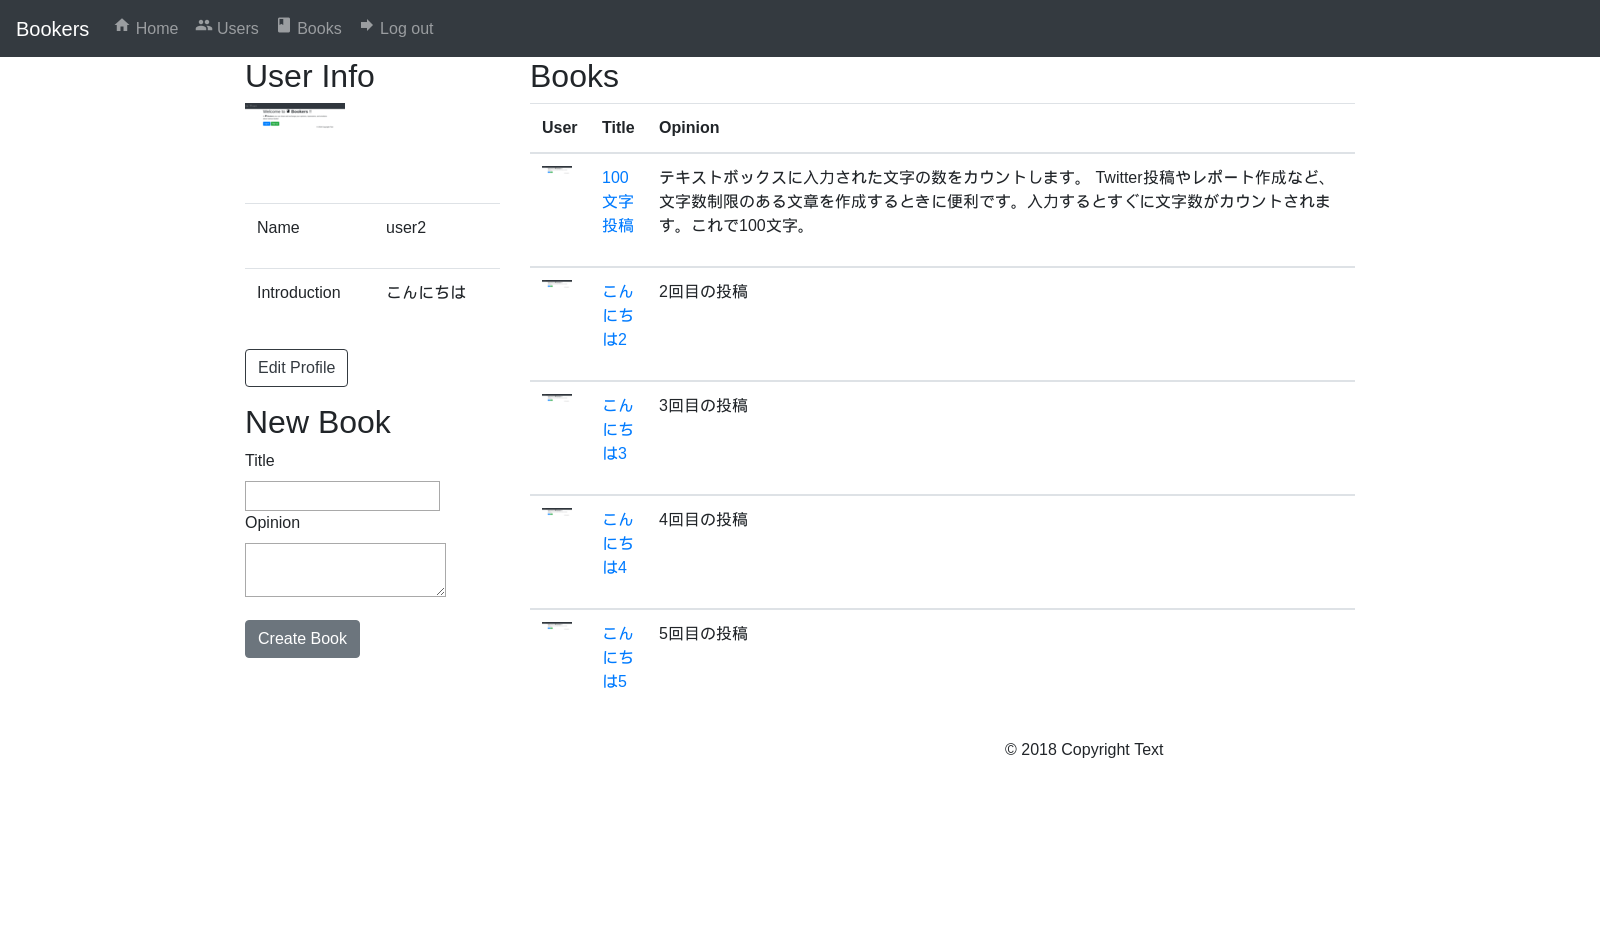 Bookers Home Users Books Log out
User Info
Name user2
Introduction こんにちは
Edit Profile
New Book
Title
Opinion
Create Book
Books
User Title Opinion
100
文字
投稿
テキストボックスに入力された文字の数をカウントします。 Twitter投稿やレポート作成など、
文字数制限のある文章を作成するときに便利です。入力するとすぐに文字数がカウントされま
す。これで100文字。
こん
にち
は2
2回目の投稿
こん
にち
は3
3回目の投稿
こん
にち
は4
4回目の投稿
こん
にち
は5
5回目の投稿
© 2018 Copyright Text